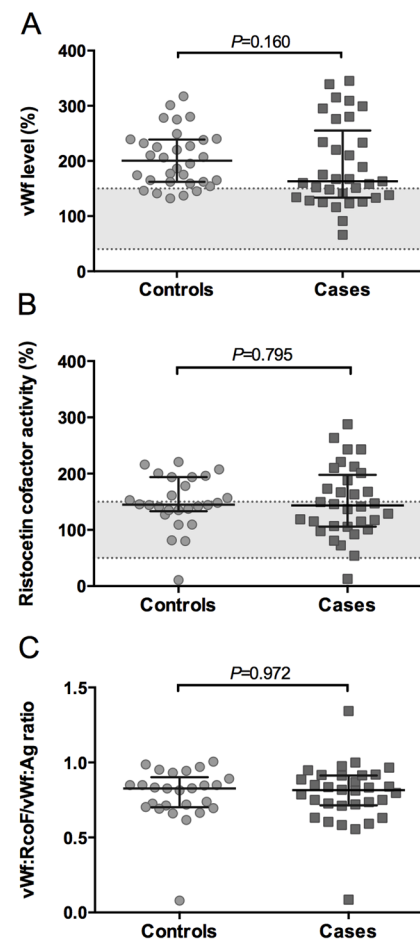 A
P=0.160
vWf level (%)
400
300
200
100
0
Controls
Cases
B
P=0.795
Ristocetin cofactor activity (%)
400
300
200
100
0
Controls
Cases
C
P=0.972
vWf:RcoF/vWf:Ag ratio
1.5
1.0
0.5
0.0
Controls
Cases